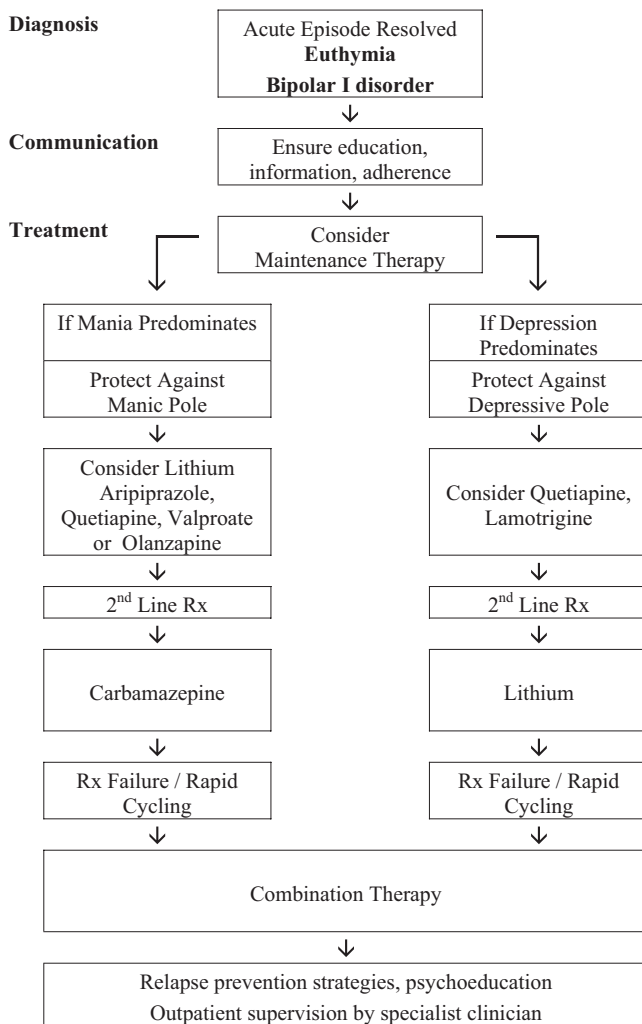 Diagnosis
Acute Episode Resolved
Euthymia
Bipolar I disorder
Communication
Ensure education,
information, adherence
Treatment
Consider
Maintenance Therapy
If Mania Predominates
Protect Against
Manic Pole
Consider Lithium
Aripiprazole,
Quetiapine, Valproate
or Olanzapine
2nd Line Rx
Carbamazepine
Rx Failure / Rapid
Cycling
If Depression
Predominates
Protect Against
Depressive Pole
Consider Quetiapine,
Lamotrigine
2nd Line Rx
Lithium
Rx Failure / Rapid
Cycling
Combination Therapy
Relapse prevention strategies, psychoeducation
Outpatient supervision by specialist clinician